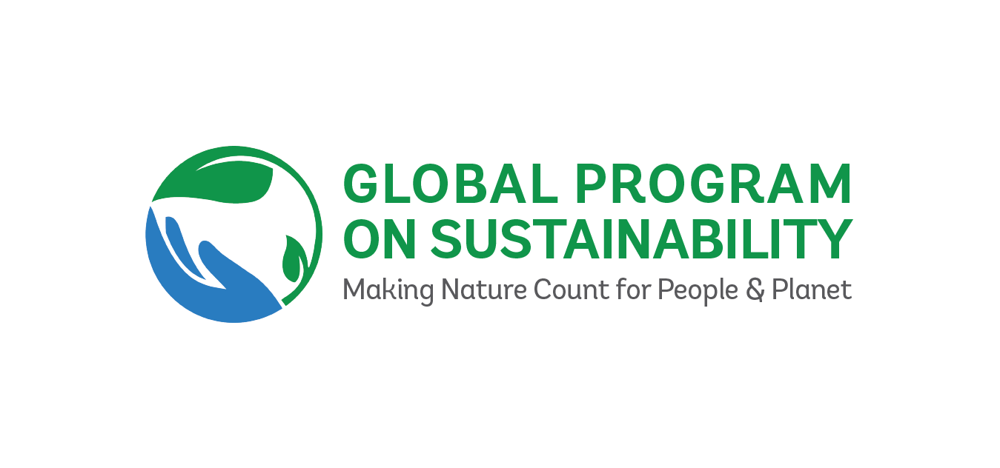 GLOBAL PROGRAM
ON SUSTAINABILITY
Making Nature Count for People & Planet